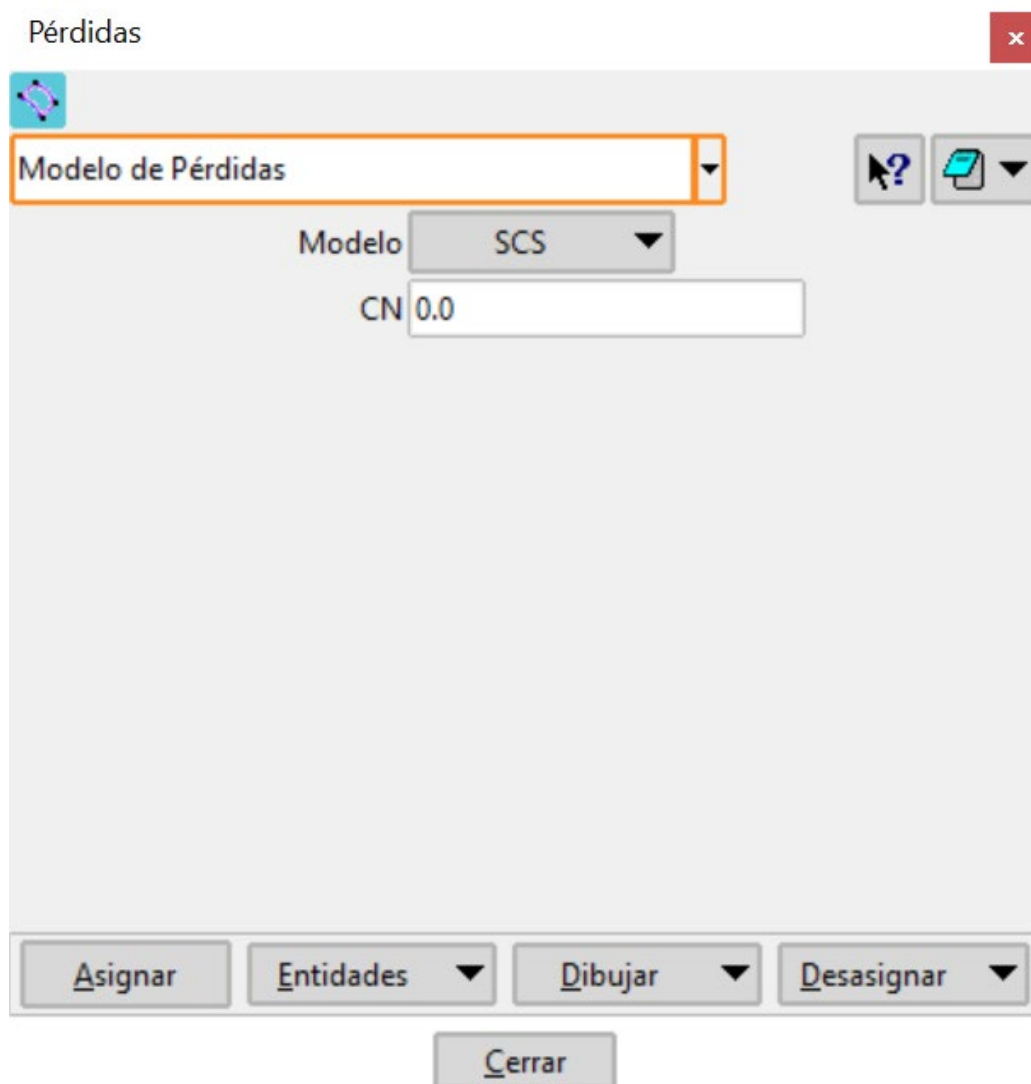 Pérdidas
x
Modelo de Pérdidas
?
Modelo SCS
CN 0.0
Asignar Entidades Dibujar Desasignar
Cerrar